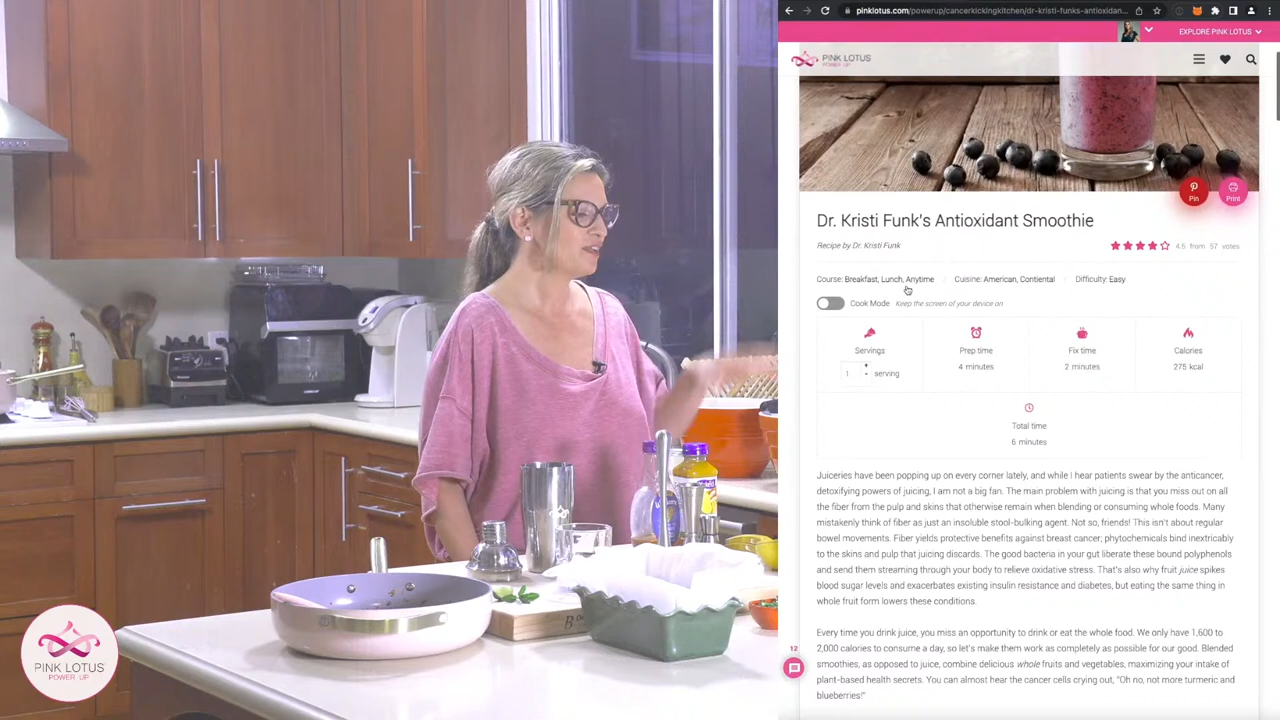 pinklotus.com/powerup/cancerkickingkitchen/dr-kristi-funks-antioxidan...
EXPLORE PINK LOTUS
PINK LOTUS
POWER UP
Pin
Print
Dr. Kristi Funk's Antioxidant Smoothie
Recipe by Dr. Kristi Funk
4.5 from 57 votes
Course: Breakfast, Lunch, Anytime
Cuisine: American, Contiental
Difficulty: Easy
Cook Mode Keep the screen of your device on
Servings
1 serving
Prep time
4 minutes
Fix time
2 minutes
Calories
275 kcal
Total time
6 minutes
Juiceries have been popping up on every corner lately, and while I hear patients swear by the anticancer,
detoxifying powers of juicing, I am not a big fan. The main problem with juicing is that you miss out on all
the fiber from the pulp and skins that otherwise remain when blending or consuming whole foods. Many
mistakenly think of fiber as just an insoluble stool-bulking agent. Not so, friends! This isn't about regular
bowel movements. Fiber yields protective benefits against breast cancer; phytochemicals bind inextricably
to the skins and pulp that juicing discards. The good bacteria in your gut liberate these bound polyphenols
and send them streaming through your body to relieve oxidative stress. That's also why fruit juice spikes
blood sugar levels and exacerbates existing insulin resistance and diabetes, but eating the same thing in
whole fruit form lowers these conditions.
Every time you drink juice, you miss an opportunity to drink or eat the whole food. We only have 1,600 to
2,000 calories to consume a day, so let's make them work as completely as possible for our good. Blended
smoothies, as opposed to juice, combine delicious whole fruits and vegetables, maximizing your intake of
plant-based health secrets. You can almost hear the cancer cells crying out, "Oh no, not more turmeric and
blueberries!"
12
PINK LOTUS
POWER UP